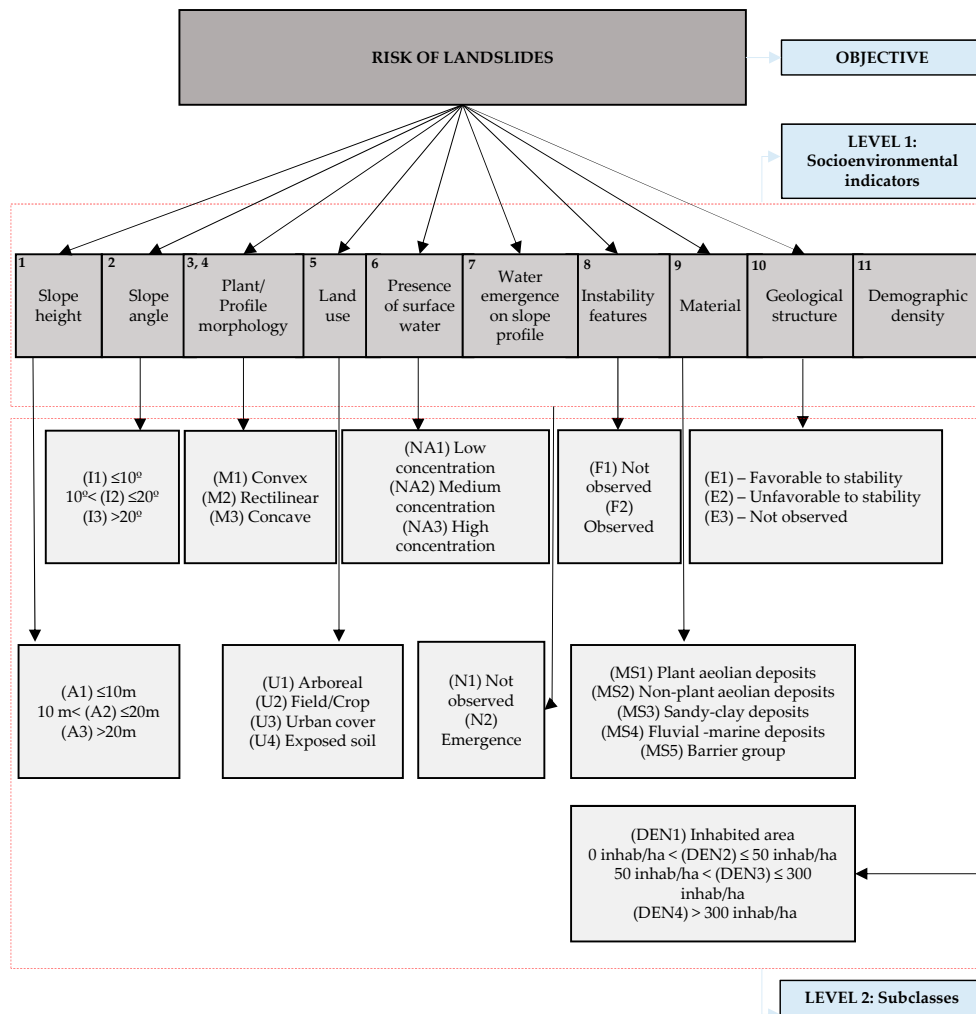 RISK OF LANDSLIDES
OBJECTIVE
LEVEL 1:
Socioenvironmental
indicators
1
Slope
height
2
Slope
angle
3, 4
Plant/
Profile
morphology
5
Land
use
6
Presence
of surface
water
7
Water
emergence
on slope
profile
8
Instability
features
9
Material
10
Geological
structure
11
Demographic
density
(I1) ≤10º
10º< (I2) ≤20º
(I3) >20º
(M1) Convex
(M2) Rectilinear
(M3) Concave
(NA1) Low
concentration
(NA2) Medium
concentration
(NA3) High
concentration
(F1) Not
observed
(F2)
Observed
(E1) – Favorable to stability
(E2) – Unfavorable to stability
(E3) – Not observed
(A1) ≤10m
10 m< (A2) ≤20m
(A3) >20m
(U1) Arboreal
(U2) Field/Crop
(U3) Urban cover
(U4) Exposed soil
(N1) Not
observed
(N2)
Emergence
(MS1) Plant aeolian deposits
(MS2) Non-plant aeolian deposits
(MS3) Sandy-clay deposits
(MS4) Fluvial -marine deposits
(MS5) Barrier group
(DEN1) Inhabited area
0 inhab/ha < (DEN2) ≤ 50 inhab/ha
50 inhab/ha < (DEN3) ≤ 300
inhab/ha
(DEN4) > 300 inhab/ha
LEVEL 2: Subclasses